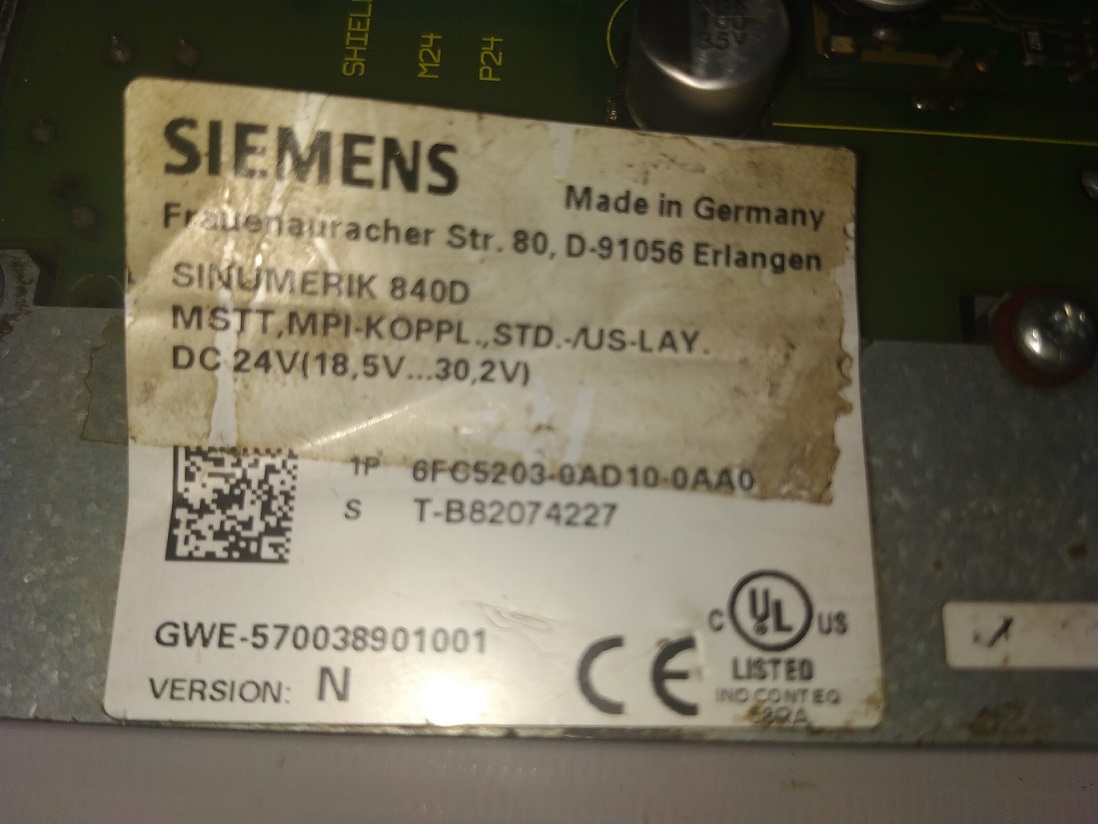 SHIEL
M24
P24
35V
SIEMENS
Made in Germany
Frauenauracher Str. 80, D-91056 Erlangen
SINUMERIK 840D
MSTT,MPI-KOPPL.,STD.-/US-LAY.
DC 24V(18,5V...30,2V)
1P 6FC5203-0AD10-0AA0
S T-B82074227
GWE-570038901001
VERSION: N
CE
C UL US
LISTED
IND CONT EQ